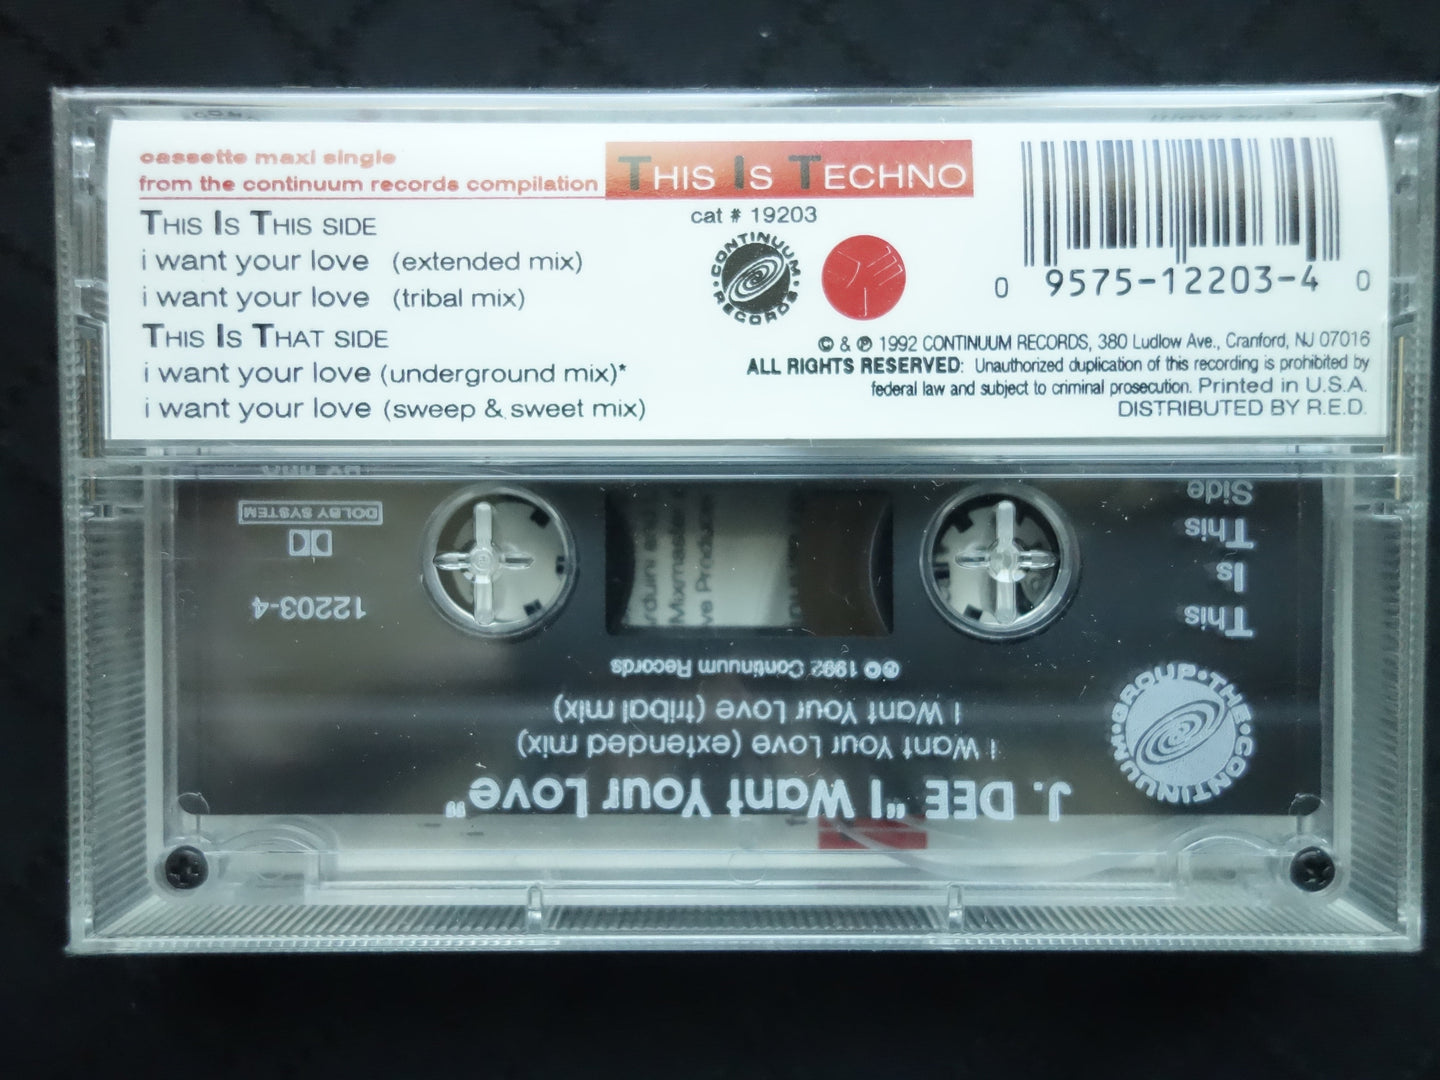 cassette maxi single
from the continuum records compilation
THIS IS TECHNO
cat # 19203
THIS IS THIS SIDE
i want your love (extended mix)
i want your love (tribal mix)
THIS IS THAT SIDE
i want your love (underground mix)*
i want your love (sweep & sweet mix)
CONTINUUM RECORDS
0 9575-12203-4 0
© & ℗ 1992 CONTINUUM RECORDS, 380 Ludlow Ave., Cranford, NJ 07016
ALL RIGHTS RESERVED: Unauthorized duplication of this recording is prohibited by
federal law and subject to criminal prosecution. Printed in U.S.A.
DISTRIBUTED BY R.E.D.
J. DEE "I Want Your Love"
i Want Your Love (extended mix)
i Want Your Love (tribal mix)
℗© 1992 Continuum Records
THE CONTINUUM GROUP
This
Is
This
Side
12203-4
DOLBY SYSTEM